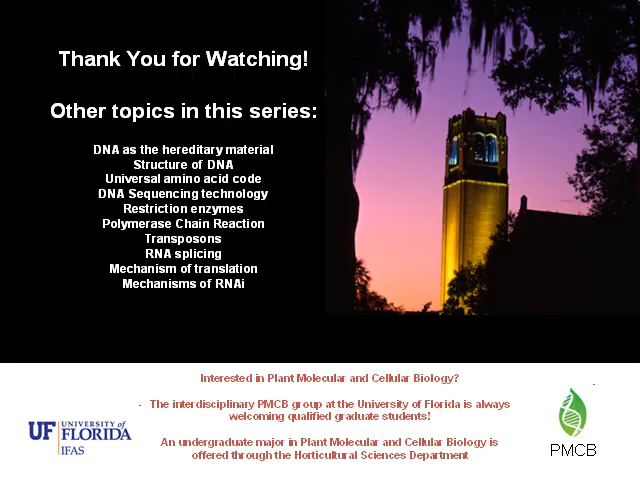 Thank You for Watching!
Other topics in this series:
DNA as the hereditary material
Structure of DNA
Universal amino acid code
DNA Sequencing technology
Restriction enzymes
Polymerase Chain Reaction
Transposons
RNA splicing
Mechanism of translation
Mechanisms of RNAi
Interested in Plant Molecular and Cellular Biology?
- The interdisciplinary PMCB group at the University of Florida is always
welcoming qualified graduate students!
An undergraduate major in Plant Molecular and Cellular Biology is
offered through the Horticultural Sciences Department
UF UNIVERSITY of
FLORIDA
IFAS
PMCB